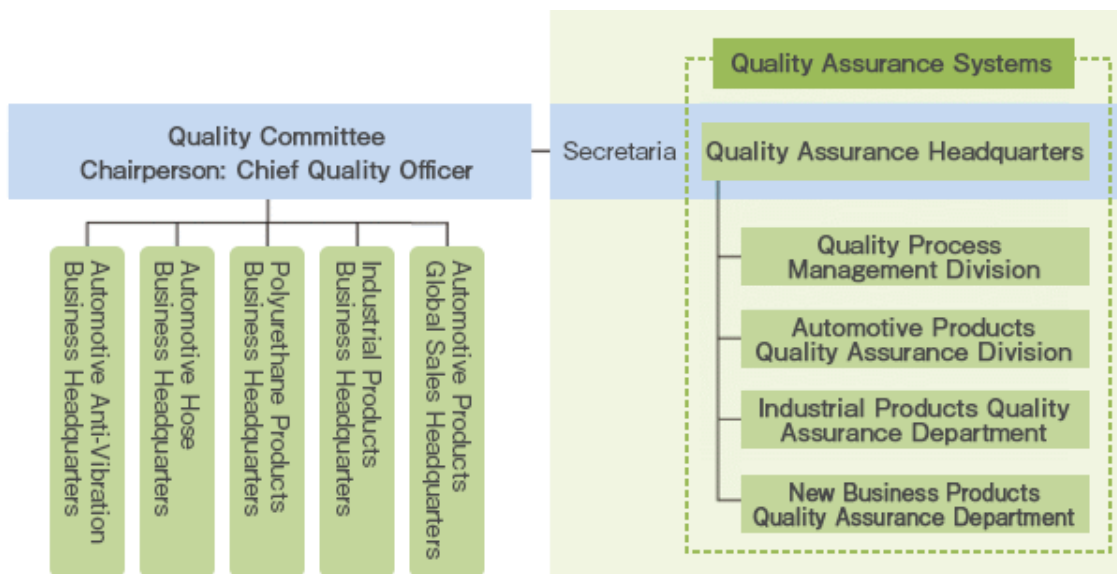 Quality Assurance Systems
Quality Committee
Chairperson: Chief Quality Officer
Secretaria
Quality Assurance Headquarters
Automotive Anti-Vibration
Business Headquarters
Automotive Hose
Business Headquarters
Polyurethane Products
Business Headquarters
Industrial Products
Business Headquarters
Automotive Products
Global Sales Headquarters
Quality Process
Management Division
Automotive Products
Quality Assurance Division
Industrial Products Quality
Assurance Department
New Business Products
Quality Assurance Department